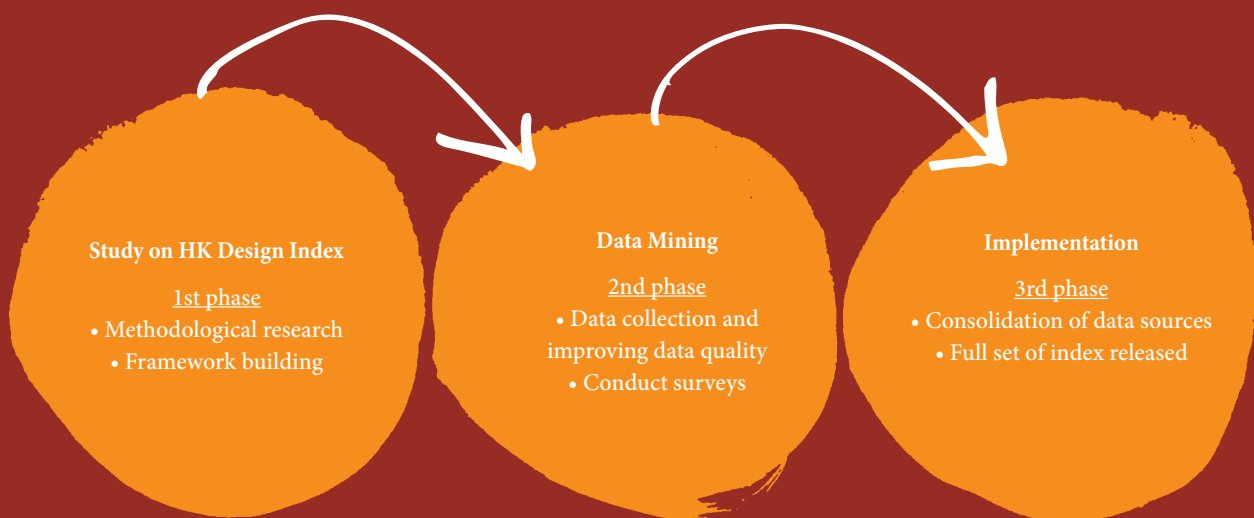 Study on HK Design Index
1st phase
• Methodological research
• Framework building
Data Mining
2nd phase
• Data collection and
improving data quality
• Conduct surveys
Implementation
3rd phase
• Consolidation of data sources
• Full set of index released